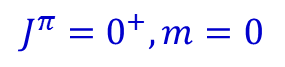 J^π = 0^+, m = 0